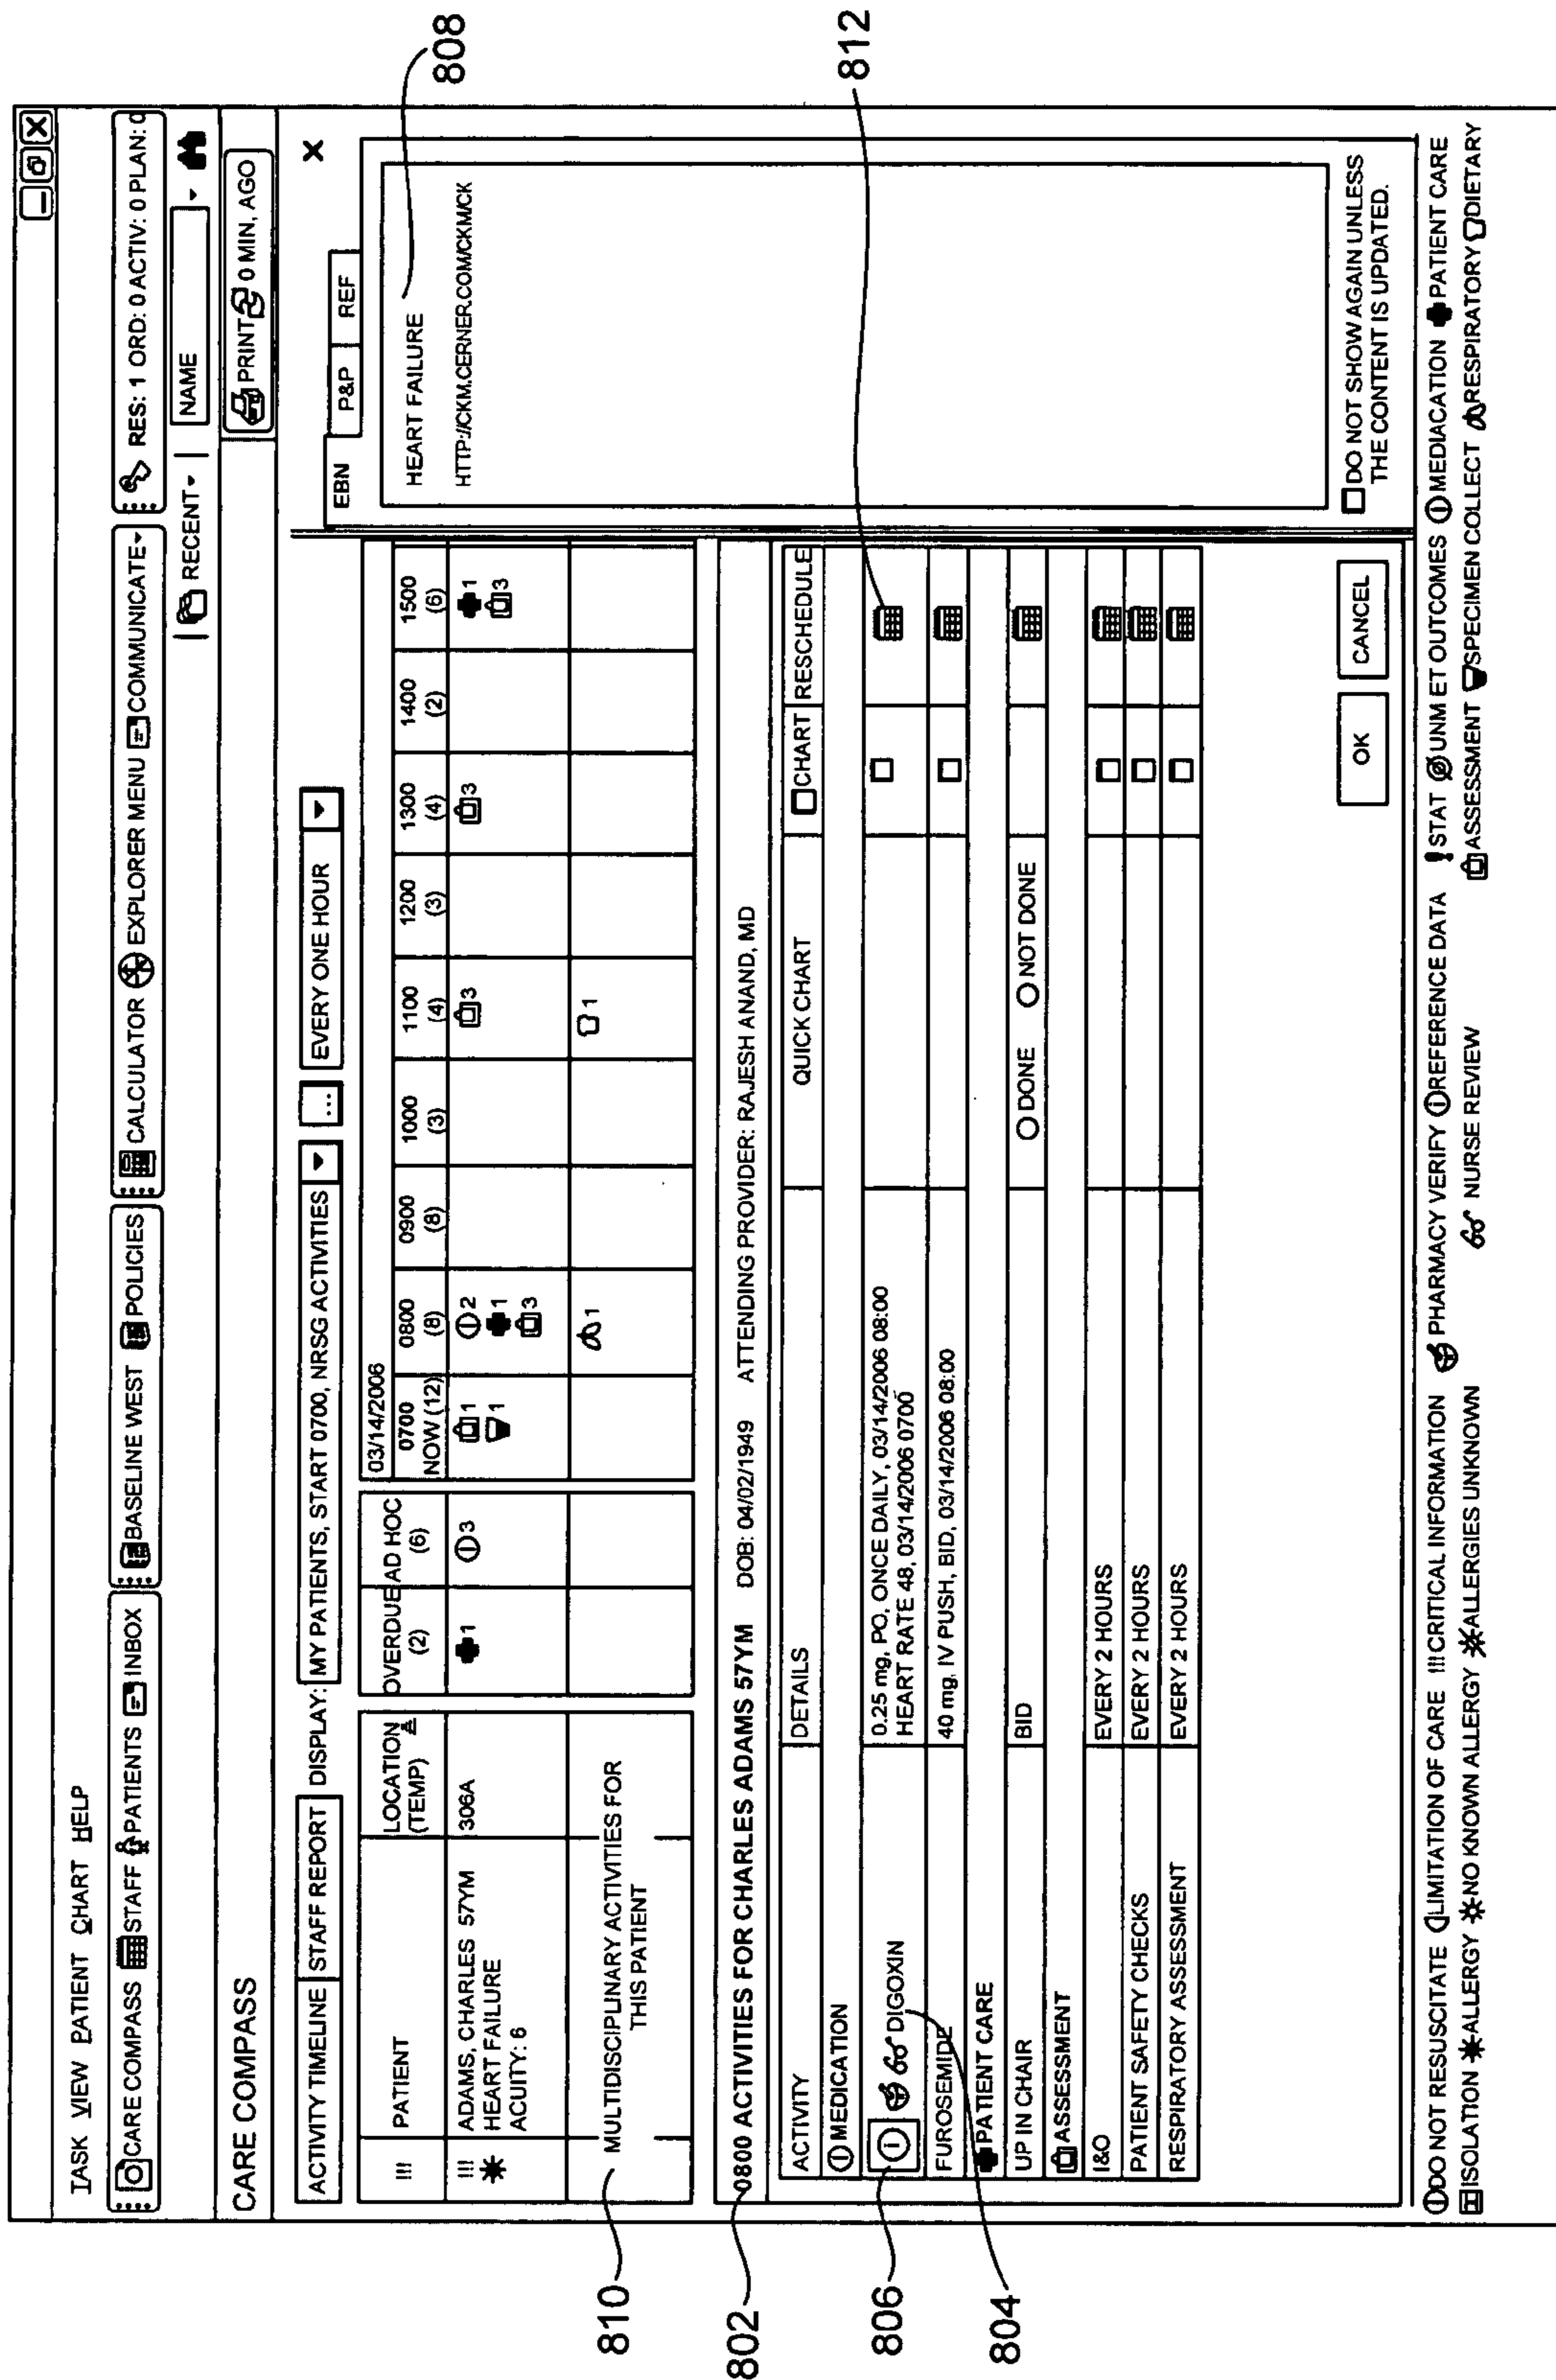 TASK VIEW PATIENT CHART HELP
CARE COMPASS STAFF PATIENTS INBOX BASELINE WEST POLICIES CALCULATOR EXPLORER MENU COMMUNICATE RES: 1 ORD: 0 ACTIV: 0 PLAN: 0
RECENT NAME
CARE COMPASS PRINT 0 MIN, AGO
ACTIVITY TIMELINE STAFF REPORT DISPLAY: MY PATIENTS, START 0700, NRSG ACTIVITIES ... EVERY ONE HOUR X
EBN P&P REF
03/14/2006
!!! PATIENT LOCATION (TEMP) OVERDUE (2) AD HOC (6) 0700 NOW (12) 0800 (8) 0900 (8) 1000 (3) 1100 (4) 1200 (3) 1300 (4) 1400 (2) 1500 (6)
!!! ADAMS, CHARLES 57YM 306A 1 3 1 2 3 3 1
HEART FAILURE 1 1 3
ACUITY: 6 3
MULTIDISCIPLINARY ACTIVITIES FOR 1 1
THIS PATIENT
HEART FAILURE
HTTP://CKM.CERNER.COM/CKM/CK
808
810
802
0800 ACTIVITIES FOR CHARLES ADAMS 57YM DOB: 04/02/1949 ATTENDING PROVIDER: RAJESH ANAND, MD
ACTIVITY DETAILS QUICK CHART CHART RESCHEDULE
MEDICATION
DIGOXIN 0.25 mg, PO, ONCE DAILY, 03/14/2006 08:00
HEART RATE 48, 03/14/2006 0700
FUROSEMIDE 40 mg, IV PUSH, BID, 03/14/2006 08:00
PATIENT CARE
UP IN CHAIR BID DONE NOT DONE
ASSESSMENT
I&O EVERY 2 HOURS
PATIENT SAFETY CHECKS EVERY 2 HOURS
RESPIRATORY ASSESSMENT EVERY 2 HOURS
806
804
812
OK CANCEL
DO NOT SHOW AGAIN UNLESS
THE CONTENT IS UPDATED.
DO NOT RESUSCITATE LIMITATION OF CARE !!! CRITICAL INFORMATION PHARMACY VERIFY REFERENCE DATA STAT UNM ET OUTCOMES MEDIACATION PATIENT CARE
ISOLATION ALLERGY NO KNOWN ALLERGY ALLERGIES UNKNOWN NURSE REVIEW ASSESSMENT SPECIMEN COLLECT RESPIRATORY DIETARY